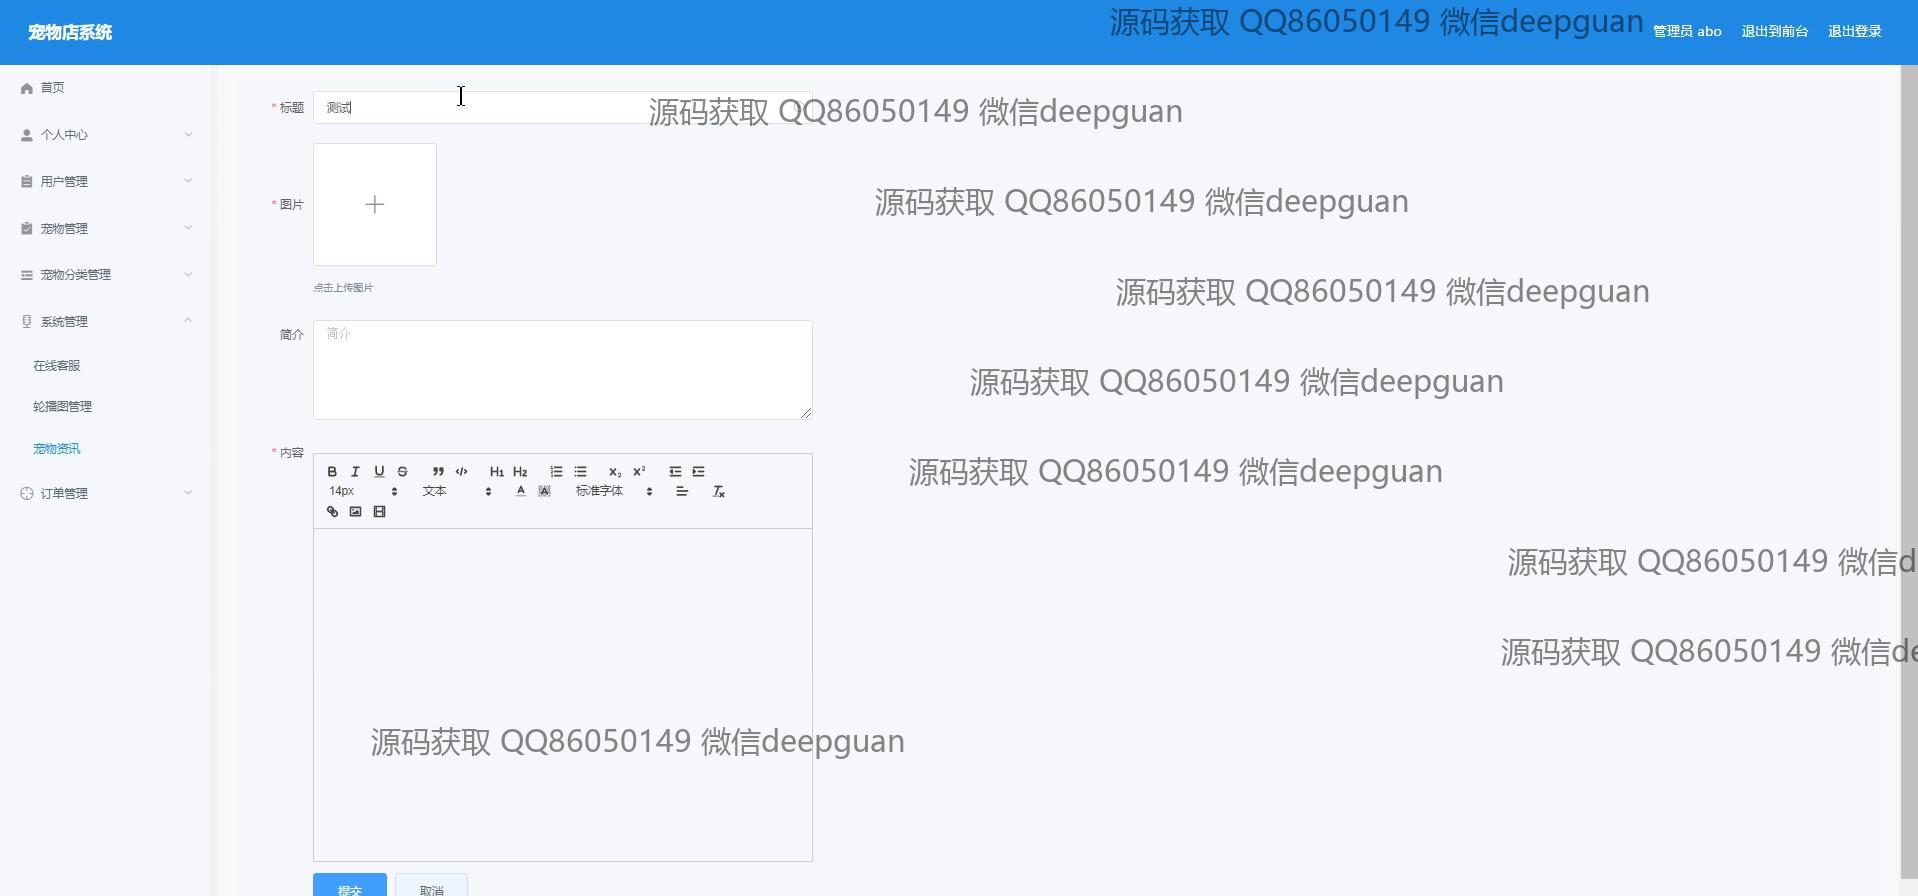 宠物店系统
源码获取 QQ86050149 微信deepguan
管理员 abo
退出到前台
退出登录
首页
个人中心
用户管理
宠物管理
宠物分类管理
系统管理
在线客服
轮播图管理
宠物资讯
订单管理
* 标题
测试
源码获取 QQ86050149 微信deepguan
* 图片
源码获取 QQ86050149 微信deepguan
点击上传图片
源码获取 QQ86050149 微信deepguan
简介
简介
源码获取 QQ86050149 微信deepguan
* 内容
源码获取 QQ86050149 微信deepguan
14px
文本
标准字体
源码获取 QQ86050149 微信d
源码获取 QQ86050149 微信de
源码获取 QQ86050149 微信deepguan
提交
取消